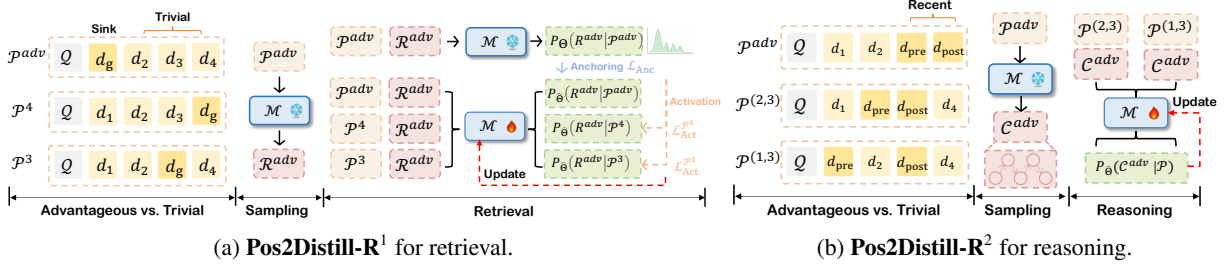 Sink Trivial
𝒫^{adv} Q d_g d_2 d_3 d_4
𝒫^4 Q d_1 d_2 d_3 d_g
𝒫^3 Q d_1 d_2 d_g d_4
Advantageous vs. Trivial
𝒫^{adv}
ℳ
ℛ^{adv}
Sampling
𝒫^{adv} ℛ^{adv} ℳ P_Θ(R^{adv}|𝒫^{adv})
Anchoring ℒ_Anc
Activation
𝒫^{adv} ℛ^{adv} P_Θ̂(R^{adv}|𝒫^{adv})
𝒫^4 ℛ^{adv} ℳ P_Θ̂(R^{adv}|𝒫^4) ℒ_Act^{𝒫^4}
𝒫^3 ℛ^{adv} P_Θ̂(R^{adv}|𝒫^3) ℒ_Act^{𝒫^3}
Update
Retrieval
(a) Pos2Distill-R^1 for retrieval.
Recent
𝒫^{adv} Q d_1 d_2 d_pre d_post
𝒫^{(2,3)} Q d_1 d_pre d_post d_4
𝒫^{(1,3)} Q d_pre d_2 d_post d_4
Advantageous vs. Trivial
𝒫^{adv}
ℳ
𝒞^{adv}
Sampling
𝒫^{(2,3)} 𝒫^{(1,3)}
𝒞^{adv} 𝒞^{adv}
Update
ℳ
P_Θ̂(𝒞^{adv}|𝒫)
Reasoning
(b) Pos2Distill-R^2 for reasoning.